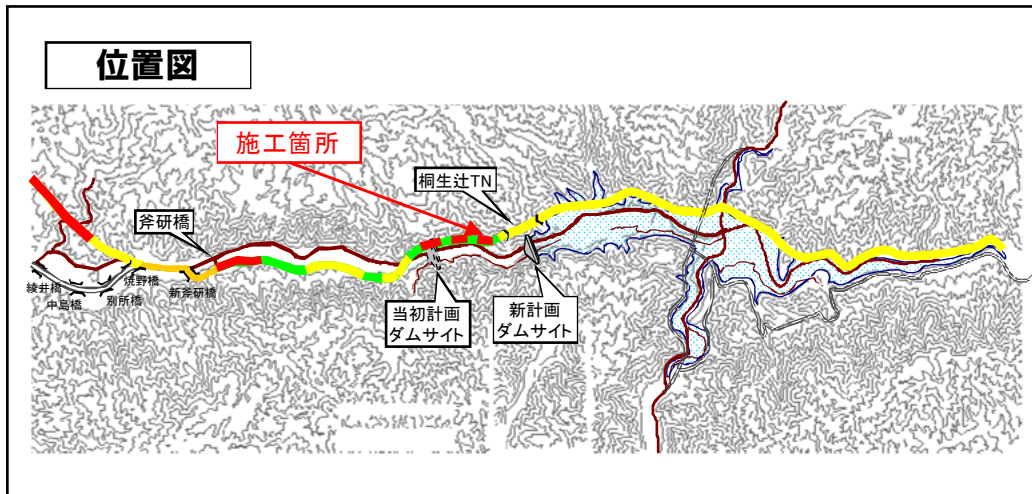 位置図
施工箇所
桐生辻TN
斧研橋
綾井橋
中島橋
別所橋
焼野橋
新斧研橋
当初計画
ダムサイト
新計画
ダムサイト